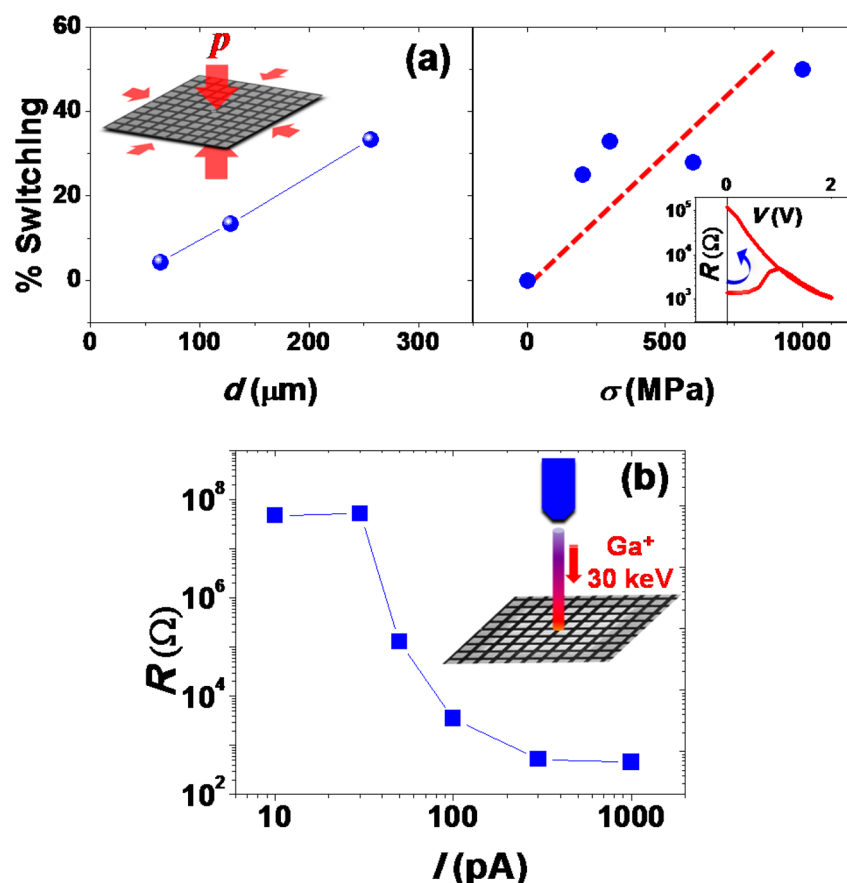 60
40
20
0
% Switching
p
(a)
0 100 200 300
d (μm)
0 500 1000
σ (MPa)
0 2
V (V)
10⁵
10⁴
10³
R (Ω)
(b)
10⁸
10⁶
10⁴
10²
R (Ω)
Ga⁺
30 keV
10 100 1000
I (pA)